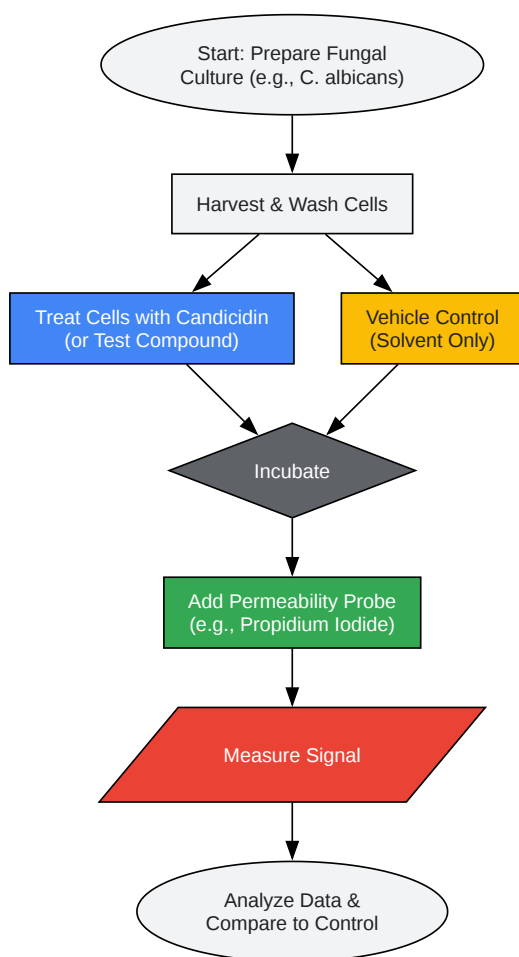 Start: Prepare Fungal
Culture (e.g., C. albicans)
Harvest & Wash Cells
Treat Cells with Candicidin
(or Test Compound)
Vehicle Control
(Solvent Only)
Incubate
Add Permeability Probe
(e.g., Propidium Iodide)
Measure Signal
Analyze Data &
Compare to Control